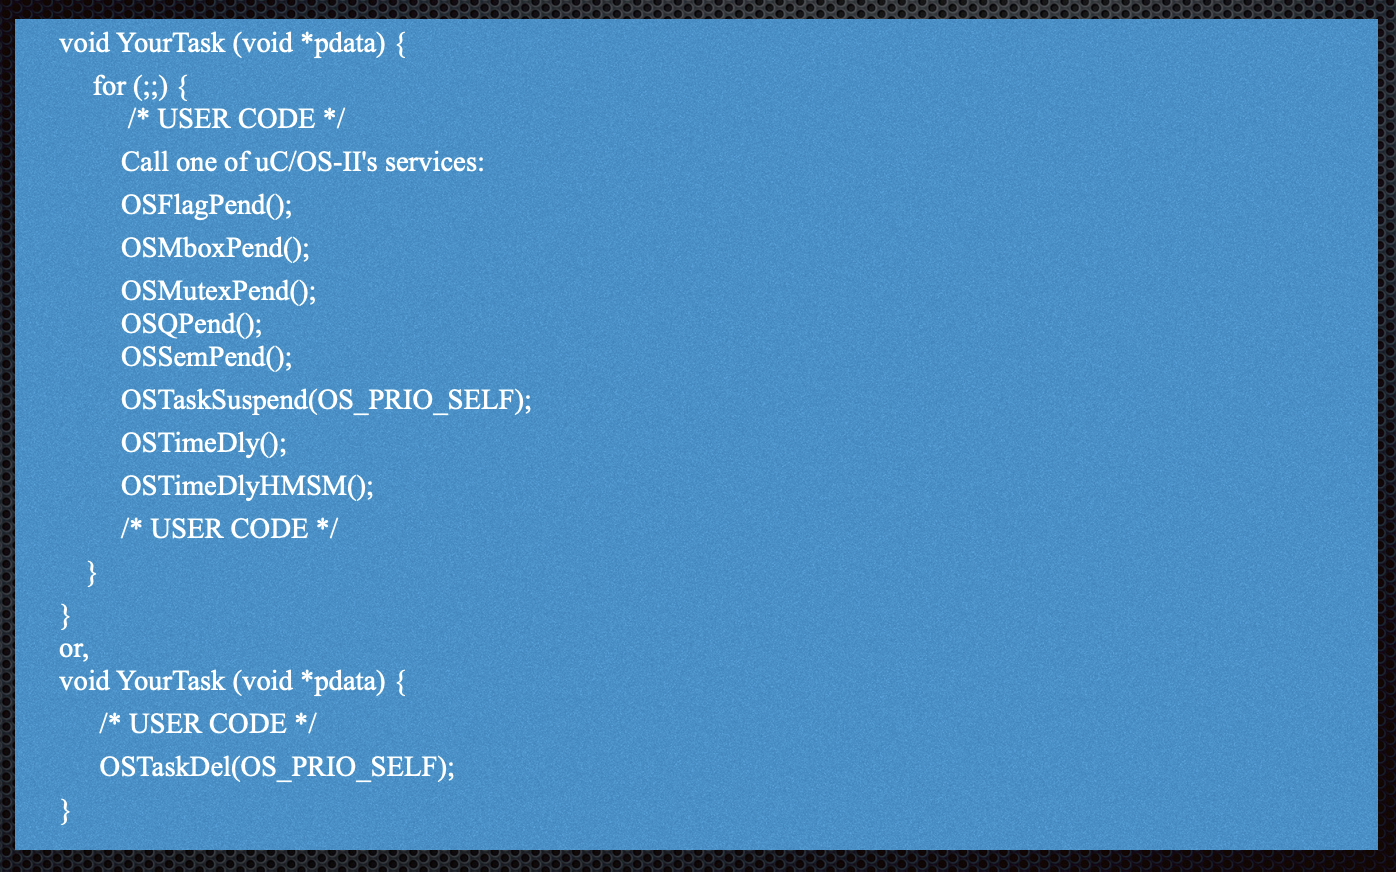 void YourTask (void *pdata) {
for (;;) {
/* USER CODE */
Call one of uC/OS-II's services:
OSFlagPend();
OSMboxPend();
OSMutexPend();
OSQPend();
OSSemPend();
OSTaskSuspend(OS_PRIO_SELF);
OSTimeDly();
OSTimeDlyHMSM();
/* USER CODE */
}
}
or,
void YourTask (void *pdata) {
/* USER CODE */
OSTaskDel(OS_PRIO_SELF);
}